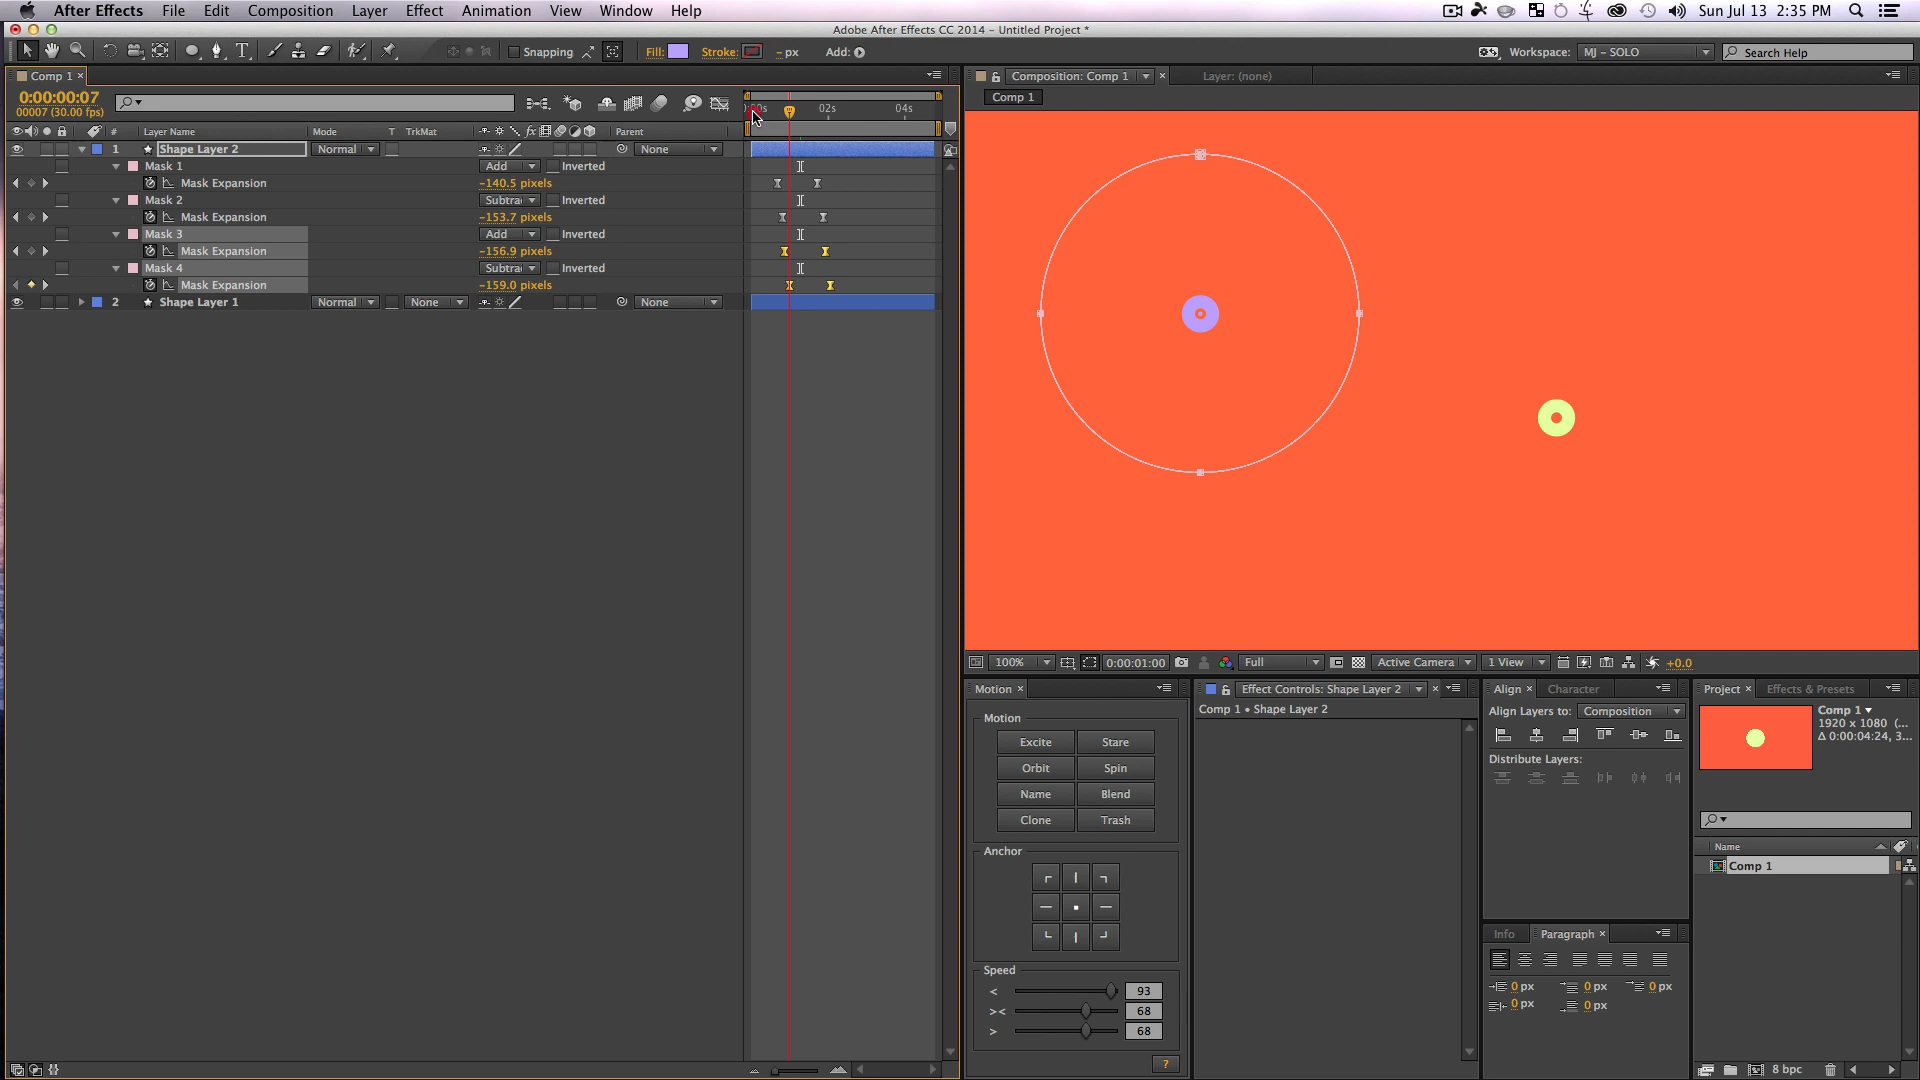 After Effects File Edit Composition Layer Effect Animation View Window Help Sun Jul 13 2:35 PM
Adobe After Effects CC 2014 – Untitled Project *
Snapping Fill: Stroke: – px Add: Workspace: MJ – SOLO Search Help
Comp 1 ×
0:00:00:07
00007 (30.00 fps)
02s 04s
# Layer Name Mode T TrkMat fx Parent
1 Shape Layer 2 Normal None
Mask 1 Add Inverted
Mask Expansion -140.5 pixels
Mask 2 Subtra Inverted
Mask Expansion -153.7 pixels
Mask 3 Add Inverted
Mask Expansion -156.9 pixels
Mask 4 Subtra Inverted
Mask Expansion -159.0 pixels
2 Shape Layer 1 Normal None None
Composition: Comp 1 × Layer: (none)
Comp 1
100% 0:00:01:00 Full Active Camera 1 View +0.0
Motion ×
Motion
Excite Stare
Orbit Spin
Name Blend
Clone Trash
Anchor
Speed
< 93
>< 68
> 68
?
Effect Controls: Shape Layer 2 ×
Comp 1 • Shape Layer 2
Align × Character
Align Layers to: Composition
Distribute Layers:
Info Paragraph ×
0 px 0 px 0 px
0 px 0 px
Project × Effects & Presets
Comp 1
1920 x 1080 (...
Δ 0:00:04:24, 3...
Name
Comp 1
8 bpc